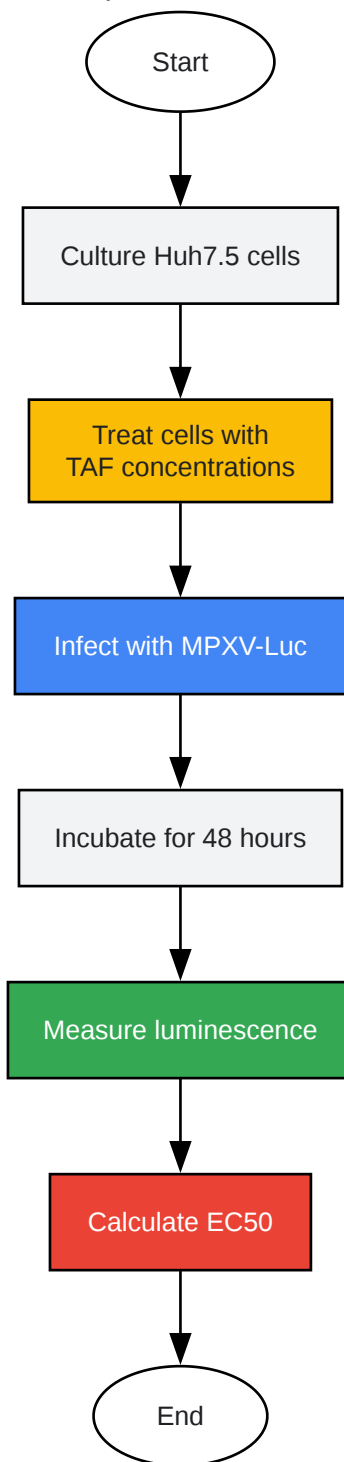 Start
Culture Huh7.5 cells
Treat cells with
TAF concentrations
Infect with MPXV-Luc
Incubate for 48 hours
Measure luminescence
Calculate EC50
End